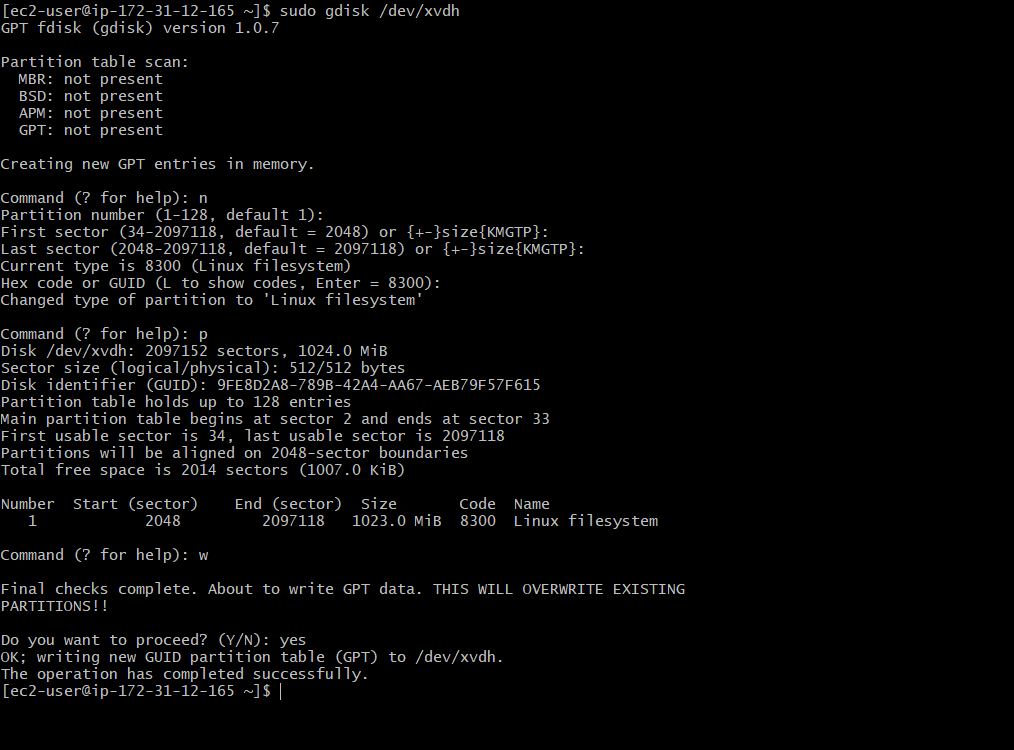 [ec2-user@ip-172-31-12-165 ~]$ sudo gdisk /dev/xvdh
GPT fdisk (gdisk) version 1.0.7
Partition table scan:
  MBR: not present
  BSD: not present
  APM: not present
  GPT: not present
Creating new GPT entries in memory.
Command (? for help): n
Partition number (1-128, default 1):
First sector (34-2097118, default = 2048) or {+-}size{KMGTP}:
Last sector (2048-2097118, default = 2097118) or {+-}size{KMGTP}:
Current type is 8300 (Linux filesystem)
Hex code or GUID (L to show codes, Enter = 8300):
Changed type of partition to 'Linux filesystem'
Command (? for help): p
Disk /dev/xvdh: 2097152 sectors, 1024.0 MiB
Sector size (logical/physical): 512/512 bytes
Disk identifier (GUID): 9FE8D2A8-789B-42A4-AA67-AEB79F57F615
Partition table holds up to 128 entries
Main partition table begins at sector 2 and ends at sector 33
First usable sector is 34, last usable sector is 2097118
Partitions will be aligned on 2048-sector boundaries
Total free space is 2014 sectors (1007.0 KiB)
Number  Start (sector)    End (sector)  Size       Code  Name
   1            2048         2097118   1023.0 MiB  8300  Linux filesystem
Command (? for help): w
Final checks complete. About to write GPT data. THIS WILL OVERWRITE EXISTING
PARTITIONS!!
Do you want to proceed? (Y/N): yes
OK; writing new GUID partition table (GPT) to /dev/xvdh.
The operation has completed successfully.
[ec2-user@ip-172-31-12-165 ~]$